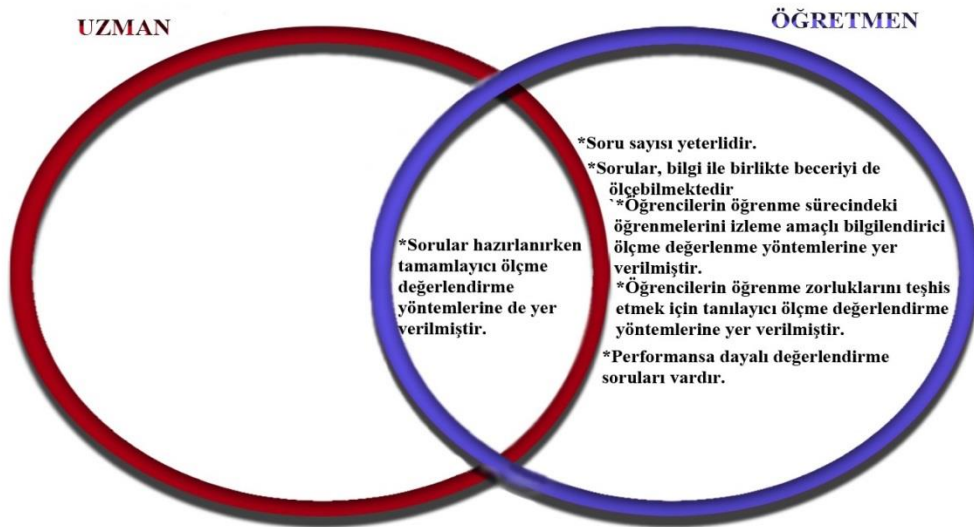 UZMAN
ÖĞRETMEN
*Sorular hazırlanırken
tamamlayıcı ölçme
değerlendirme
yöntemlerine de yer
verilmiştir.
*Soru sayısı yeterlidir.
*Sorular, bilgi ile birlikte beceriyi de
ölçebilmektedir
`*Öğrencilerin öğrenme sürecindeki
öğrenmelerini izleme amaçlı bilgilendirici
ölçme değerlenme yöntemlerine yer
verilmiştir.
*Öğrencilerin öğrenme zorluklarını teşhis
etmek için tanılayıcı ölçme değerlendirme
yöntemlerine yer verilmiştir.
*Performansa dayalı değerlendirme
soruları vardır.